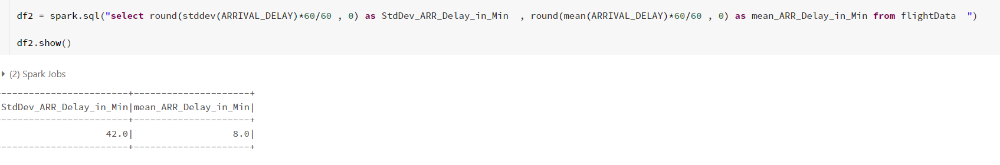 df2 = spark.sql("select round(stddev(ARRIVAL_DELAY)*60/60 , 0) as StdDev_ARR_Delay_in_Min  , round(mean(ARRIVAL_DELAY)*60/60 , 0) as mean_ARR_Delay_in_Min from flightData  ")
df2.show()
(2) Spark Jobs
-----------------------+---------------------+
StdDev_ARR_Delay_in_Min|mean_ARR_Delay_in_Min|
-----------------------+---------------------+
                   42.0|                  8.0|
-----------------------+---------------------+